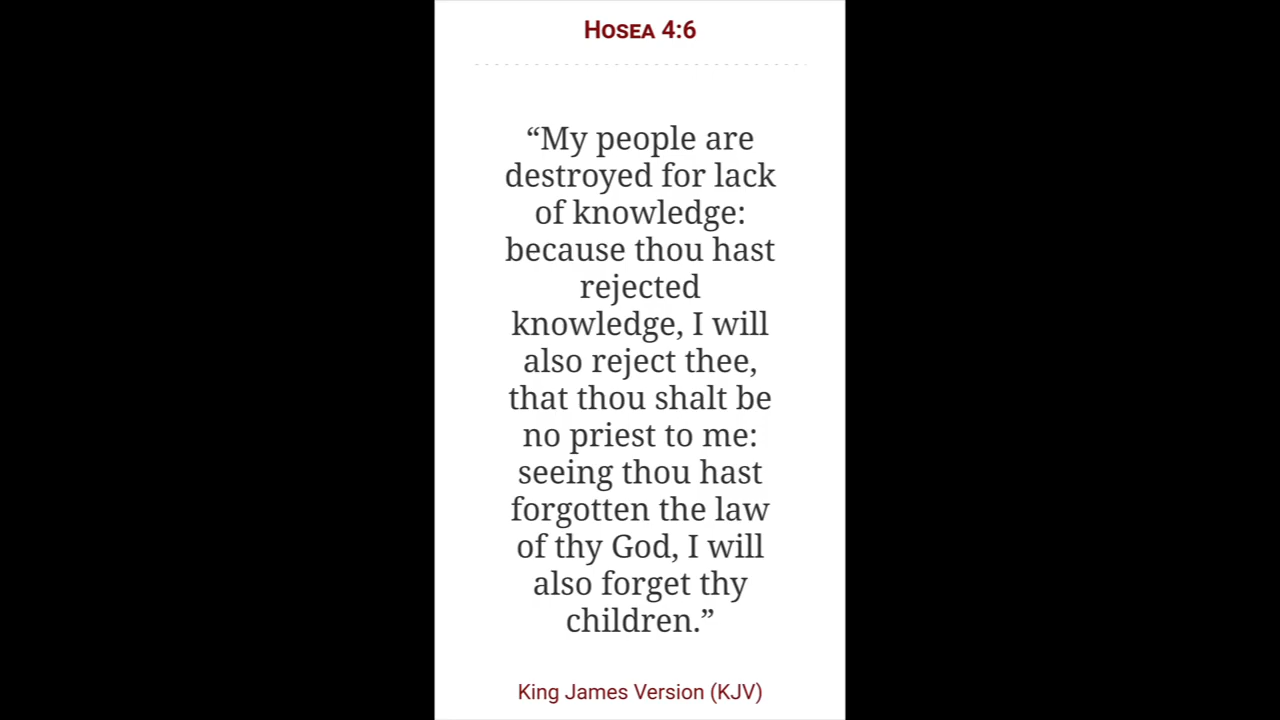 Hosea 4:6
“My people are
destroyed for lack
of knowledge:
because thou hast
rejected
knowledge, I will
also reject thee,
that thou shalt be
no priest to me:
seeing thou hast
forgotten the law
of thy God, I will
also forget thy
children.”
King James Version (KJV)